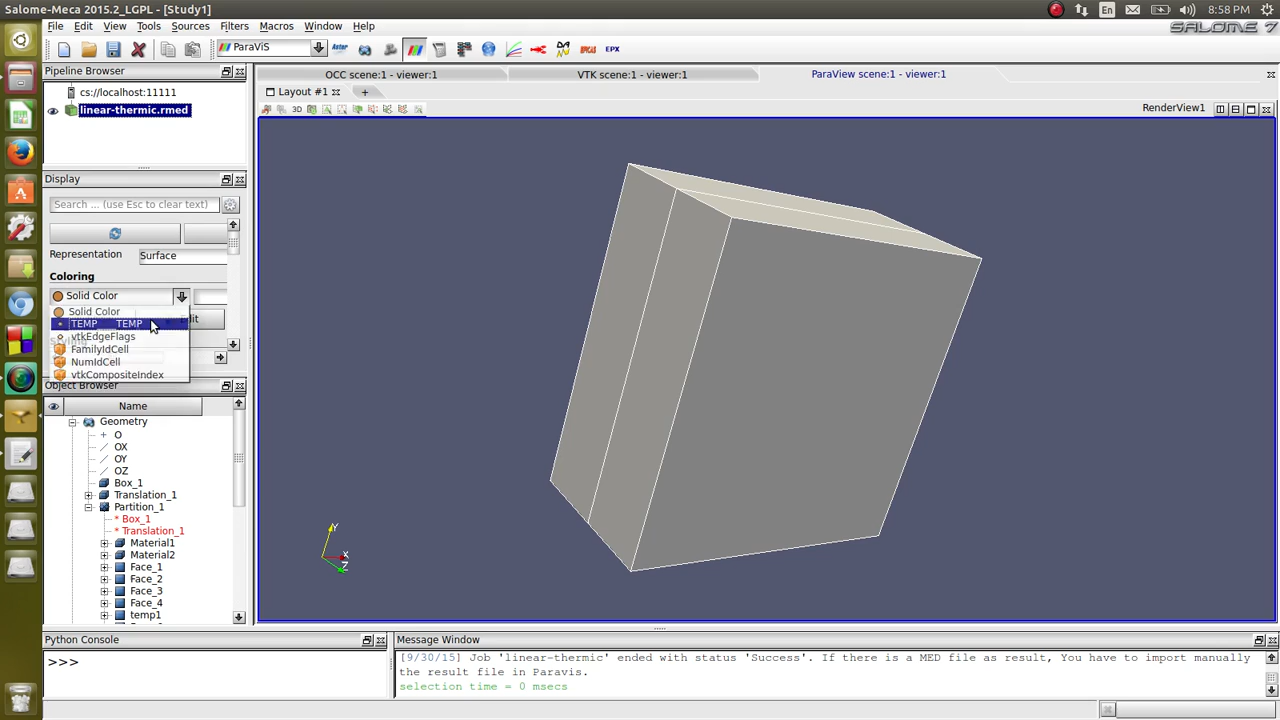 Salome-Meca 2015.2_LGPL - [Study1]
En
8:58 PM
File Edit View Tools Sources Filters Macros Window Help
SALOME 7
ParaViS
Aster
EFICAS
EPX
Pipeline Browser
OCC scene:1 - viewer:1
VTK scene:1 - viewer:1
ParaView scene:1 - viewer:1
cs://localhost:11111
linear-thermic.rmed
Layout #1
+
3D
RenderView1
Display
Search ... (use Esc to clear text)
Representation
Surface
Coloring
Solid Color
Solid Color
TEMP TEMP
vtkEdgeFlags
FamilyIdCell
NumIdCell
vtkCompositeIndex
Object Browser
Name
Geometry
O
OX
OY
OZ
Box_1
Translation_1
Partition_1
* Box_1
* Translation_1
Material1
Material2
Face_1
Face_2
Face_3
Face_4
temp1
Y
X
Z
Python Console
>>>
Message Window
[9/30/15] Job 'linear-thermic' ended with status 'Success'. If there is a MED file as result, You have to import manually
the result file in Paravis.
selection time = 0 msecs